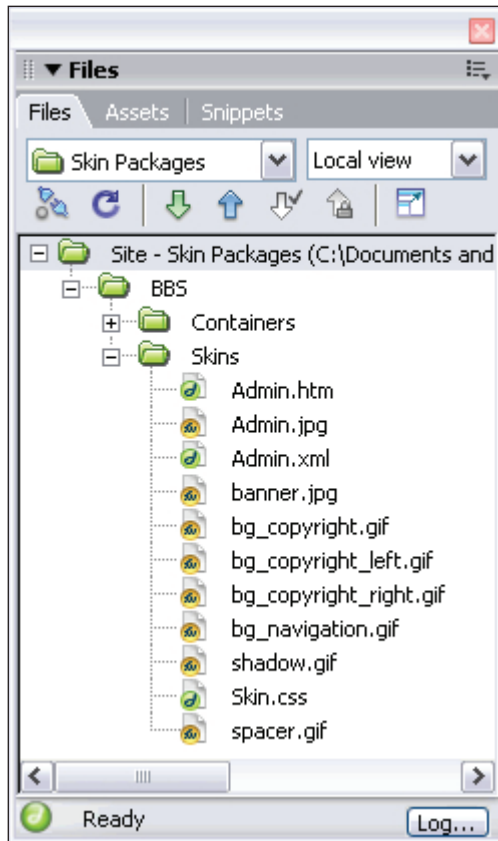 Files
Files Assets Snippets
Skin Packages Local view
Site - Skin Packages (C:\Documents and
BBS
Containers
Skins
Admin.htm
Admin.jpg
Admin.xml
banner.jpg
bg_copyright.gif
bg_copyright_left.gif
bg_copyright_right.gif
bg_navigation.gif
shadow.gif
Skin.css
spacer.gif
Ready Log...